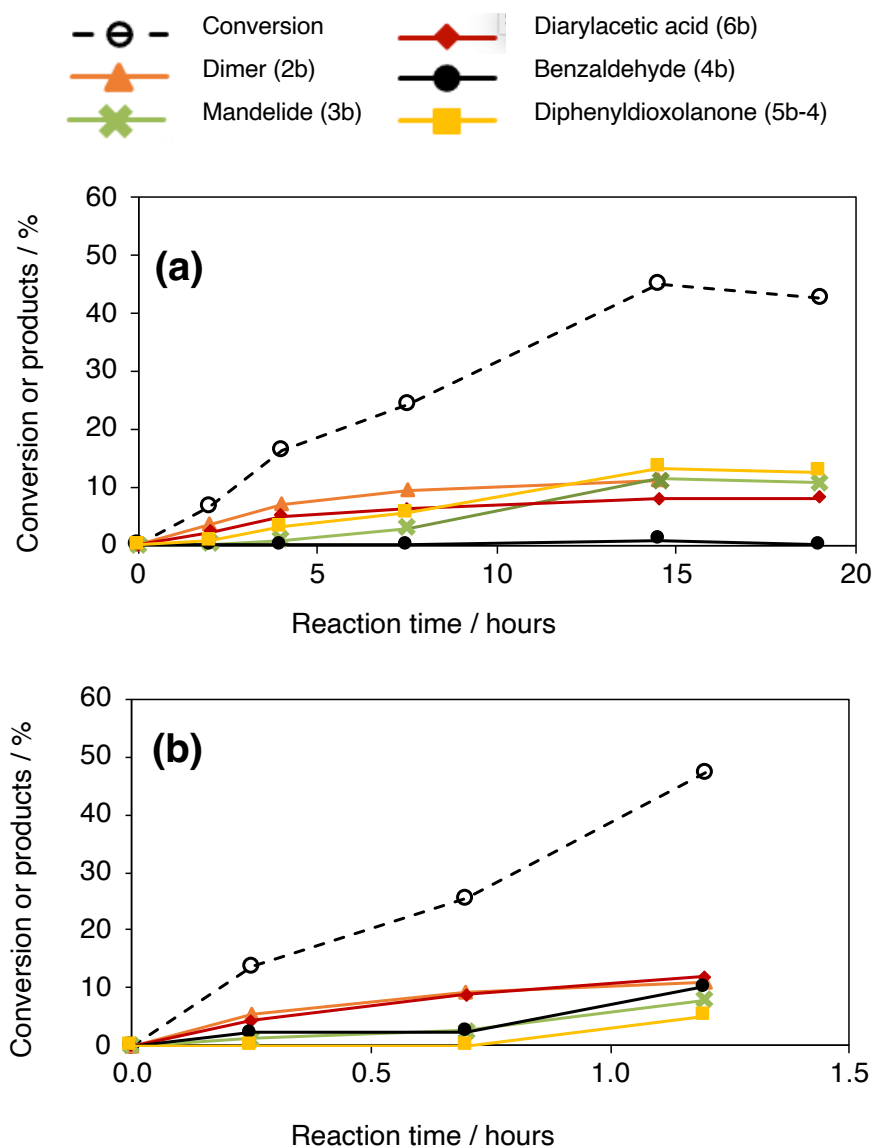 Conversion
Diarylacetic acid (6b)
Dimer (2b)
Benzaldehyde (4b)
Mandelide (3b)
Diphenyldioxolanone (5b-4)
60
50
40
30
20
10
0
Conversion or products / %
(a)
0
5
10
15
20
Reaction time / hours
60
50
40
30
20
10
0
Conversion or products / %
(b)
0.0
0.5
1.0
1.5
Reaction time / hours